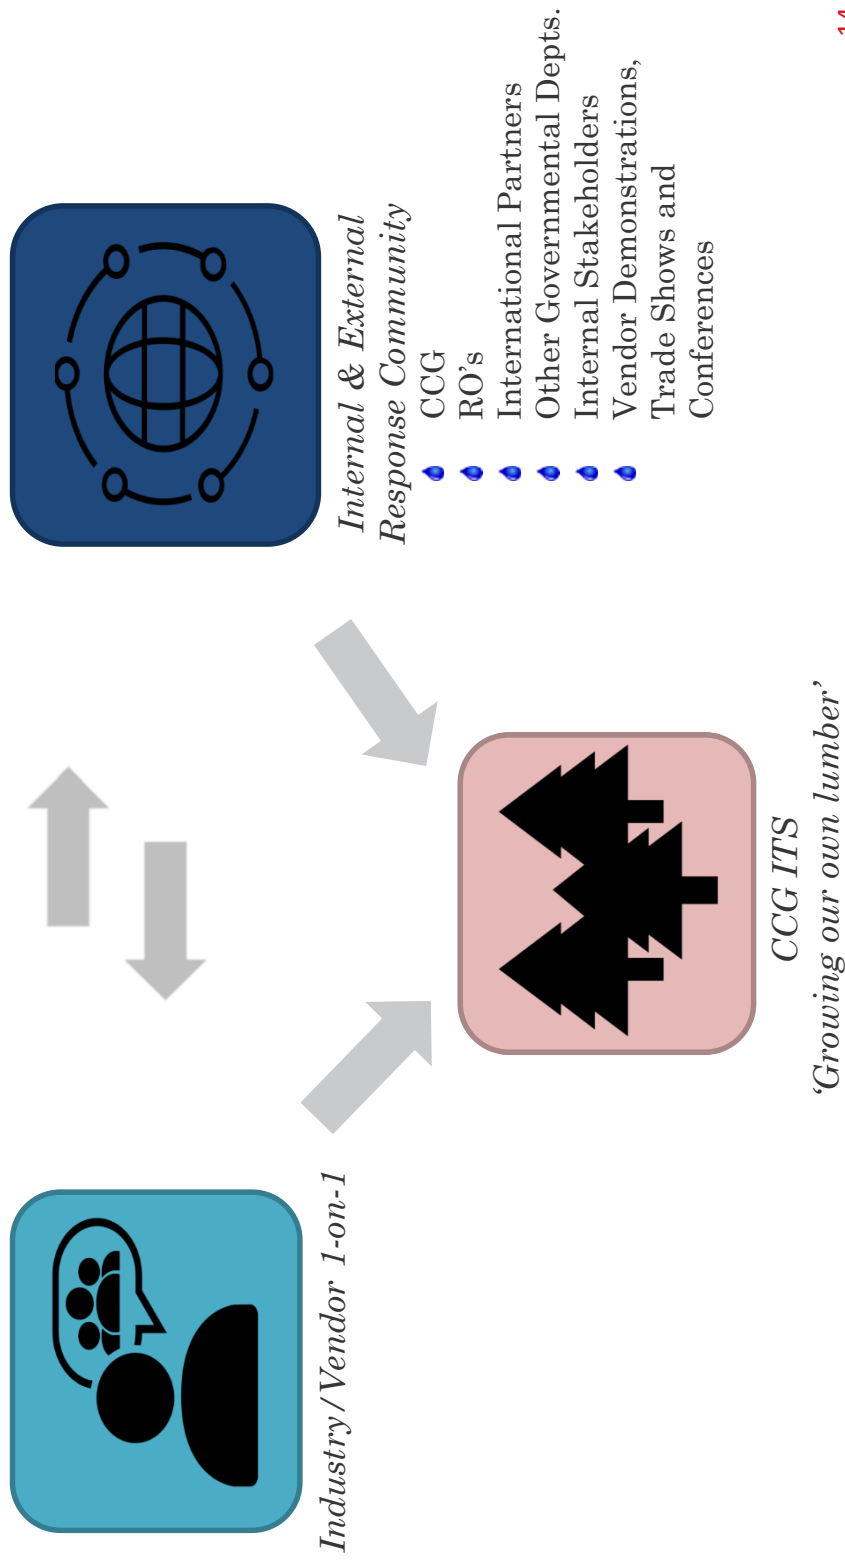 Industry/Vendor 1-on-1
Internal & External
Response Community
CCG
RO's
International Partners
Other Governmental Depts.
Internal Stakeholders
Vendor Demonstrations,
Trade Shows and
Conferences
CCG ITS
‘Growing our own lumber’
14